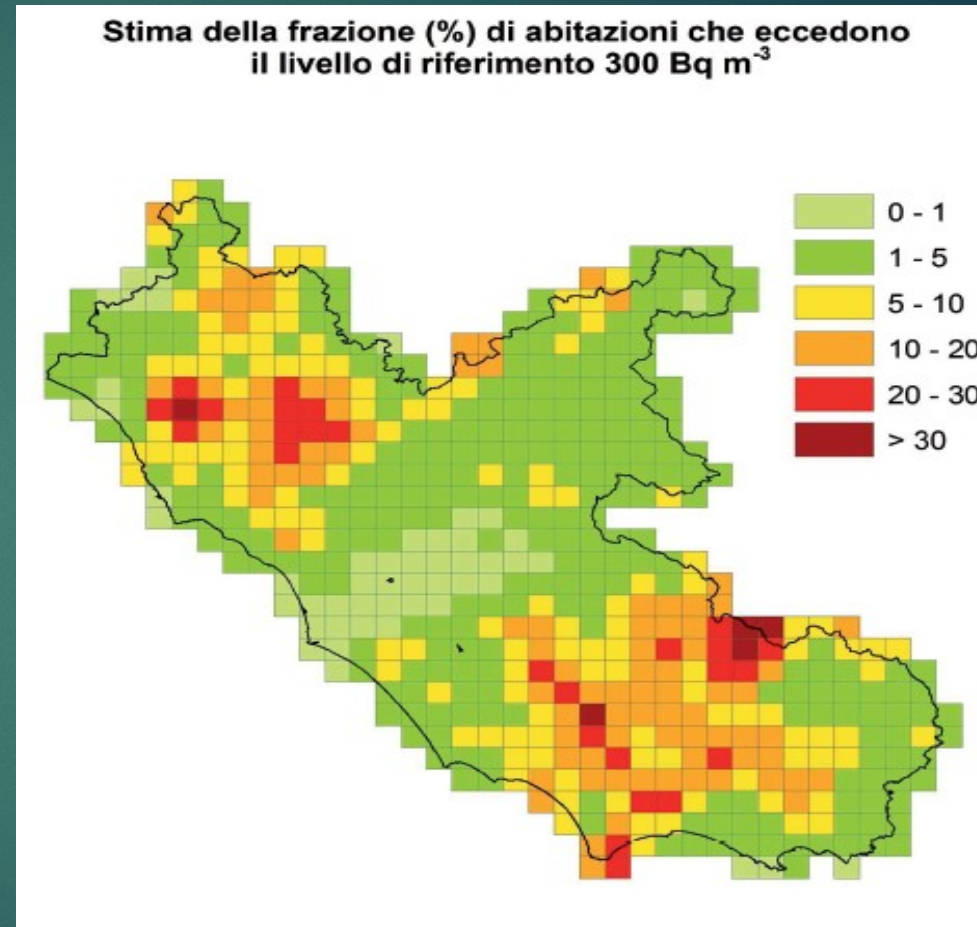 Stima della frazione (%) di abitazioni che eccedono
il livello di riferimento 300 Bq m⁻³
0 - 1
1 - 5
5 - 10
10 - 20
20 - 30
> 30